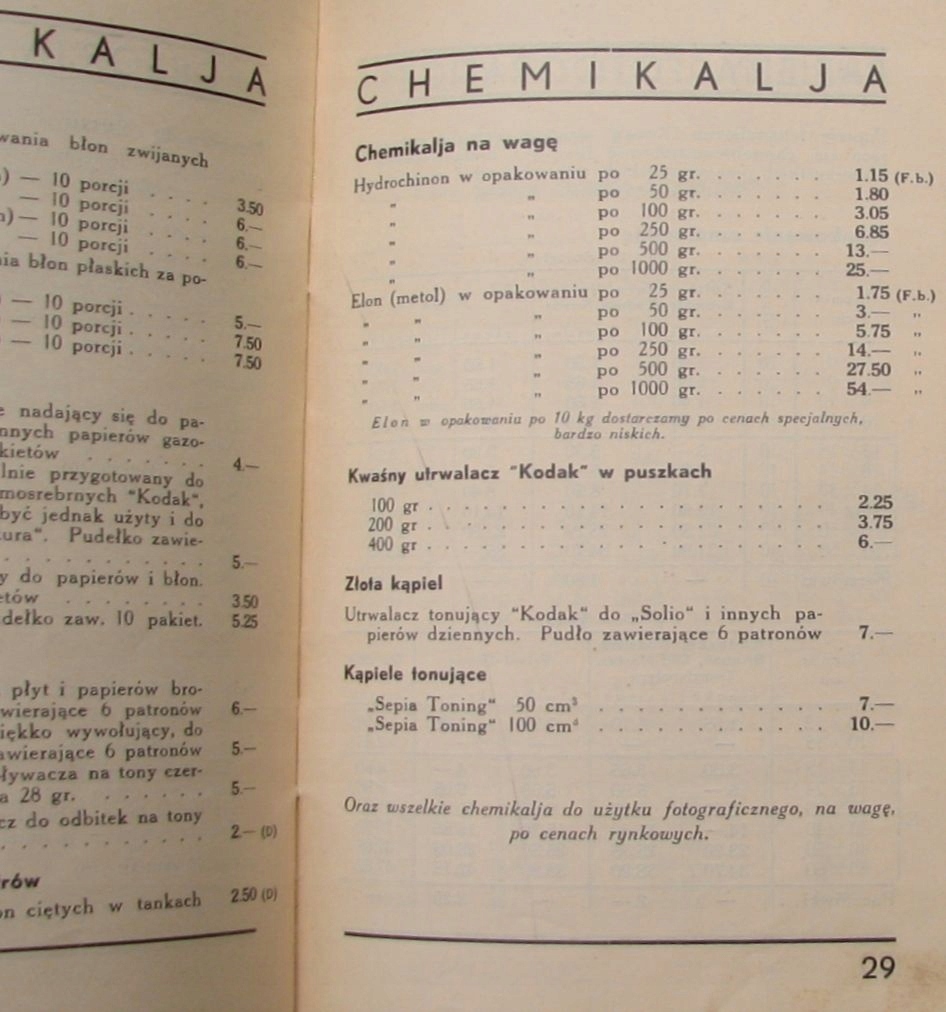 KALJA
wania błon zwijanych
) — 10 porcji . . . .
— 10 porcji . . . . 3.50
) — 10 porcji . . . . 6.—
— 10 porcji . . . . 6.—
6.—
ia błon płaskich za po-
— 10 porcji . . . . . 5.—
— 10 porcji . . . . . 7.50
— 10 porcji . . . . . 7.50
nadający się do pa-
nnych papierów gazo-
kietów . . . . . . . 4.—
lnie przygotowany do
mosrebrnych "Kodak",
być jednak użyty i do
ura". Pudełko zawie-
. . . . . . . . . . . 5.—
y do papierów i błon.
tów . . . . . . . . 3.50
dełko zaw. 10 pakiet. 5.25
płyt i papierów bro-
wierające 6 patronów 6.—
iękko wywołujący, do
awierające 6 patronów 5.—
ływacza na tony czer-
a 28 gr. . . . . . . 5.—
cz do odbitek na tony
. . . . . . . . . . 2.— (D)
rów
on ciętych w tankach 2.50 (D)
CHEMIKALJA
Chemikalja na wagę
Hydrochinon w opakowaniu po 25 gr. . . . . . . 1.15 (F.b.)
„ „ po 50 gr. . . . . . . 1.80
„ „ po 100 gr. . . . . . . 3.05
„ „ po 250 gr. . . . . . . 6.85
„ „ po 500 gr. . . . . . . 13.—
„ „ po 1000 gr. . . . . . . 25.—
Elon (metol) w opakowaniu po 25 gr. . . . . . . 1.75 (F.b.)
„ „ „ po 50 gr. . . . . . . 3.— „
„ „ „ po 100 gr. . . . . . . 5.75 „
„ „ „ po 250 gr. . . . . . . 14.— „
„ „ „ po 500 gr. . . . . . . 27.50 „
„ „ „ po 1000 gr. . . . . . . 54.— „
Elon w opakowaniu po 10 kg dostarczamy po cenach specjalnych,
bardzo niskich.
Kwaśny utrwalacz "Kodak" w puszkach
100 gr . . . . . . . . . . . . . . . . . . . 2.25
200 gr . . . . . . . . . . . . . . . . . . . 3.75
400 gr . . . . . . . . . . . . . . . . . . . 6.—
Złota kąpiel
Utrwalacz tonujący "Kodak" do „Solio" i innych pa-
pierów dziennych. Pudło zawierające 6 patronów 7.—
Kąpiele tonujące
„Sepia Toning" 50 cm³ . . . . . . . . . . . . 7.—
„Sepia Toning" 100 cm³ . . . . . . . . . . . . 10.—
Oraz wszelkie chemikalja do użytku fotograficznego, na wagę,
po cenach rynkowych.
29